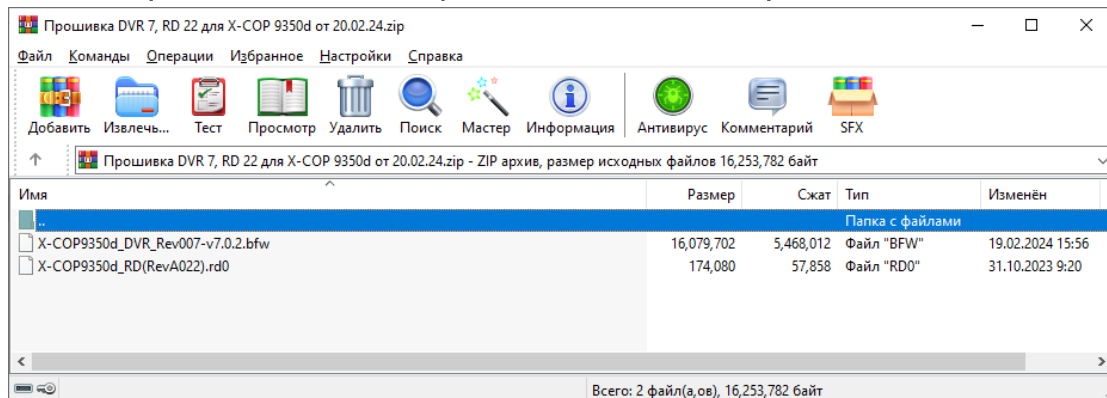 Прошивка DVR 7, RD 22 для X-COP 9350d от 20.02.24.zip
Файл Команды Операции Избранное Настройки Справка
Добавить Извлечь... Тест Просмотр Удалить Поиск Мастер Информация Антивирус Комментарий SFX
Прошивка DVR 7, RD 22 для X-COP 9350d от 20.02.24.zip - ZIP архив, размер исходных файлов 16,253,782 байт
Имя Размер Сжат Тип Изменён
.. Папка с файлами
X-COP9350d_DVR_Rev007-v7.0.2.bfw 16,079,702 5,468,012 Файл "BFW" 19.02.2024 15:56
X-COP9350d_RD(RevA022).rd0 174,080 57,858 Файл "RD0" 31.10.2023 9:20
Всего: 2 файл(а,ов), 16,253,782 байт